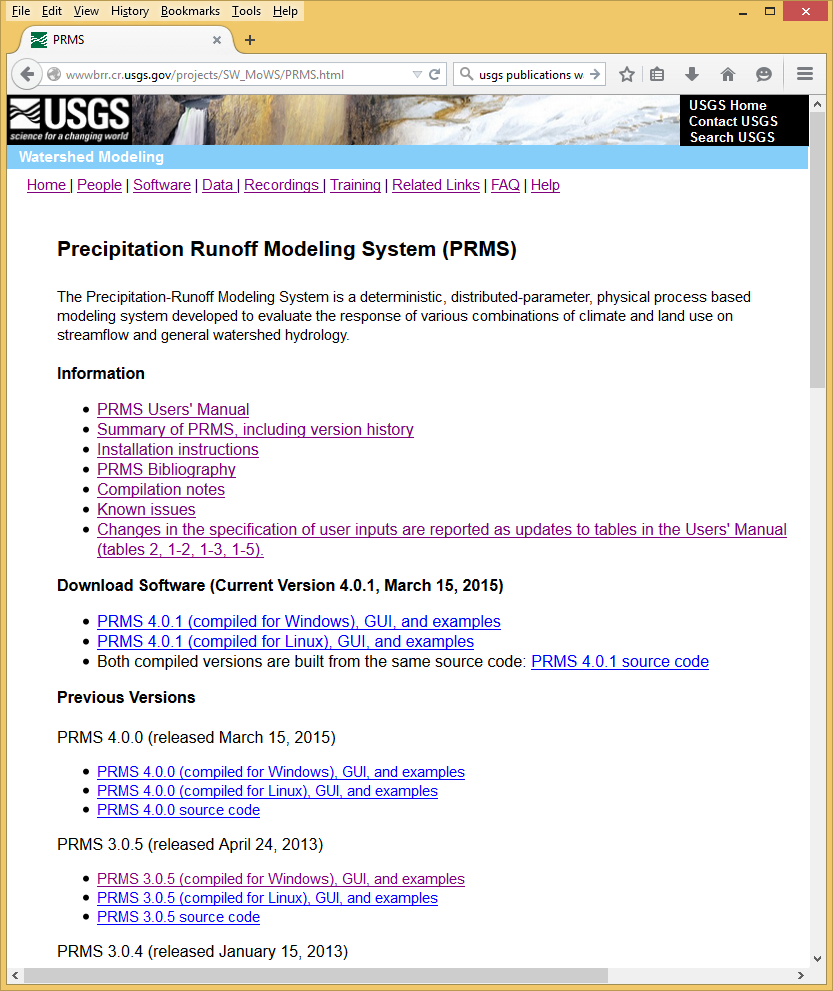 File Edit View History Bookmarks Tools Help
PRMS
wwwbrr.cr.usgs.gov/projects/SW_MoWS/PRMS.html
usgs publications w
USGS
science for a changing world
USGS Home
Contact USGS
Search USGS
Watershed Modeling
Home | People | Software | Data | Recordings | Training | Related Links | FAQ | Help
Precipitation Runoff Modeling System (PRMS)
The Precipitation-Runoff Modeling System is a deterministic, distributed-parameter, physical process based
modeling system developed to evaluate the response of various combinations of climate and land use on
streamflow and general watershed hydrology.
Information
• PRMS Users' Manual
• Summary of PRMS, including version history
• Installation instructions
• PRMS Bibliography
• Compilation notes
• Known issues
• Changes in the specification of user inputs are reported as updates to tables in the Users' Manual
(tables 2, 1-2, 1-3, 1-5).
Download Software (Current Version 4.0.1, March 15, 2015)
• PRMS 4.0.1 (compiled for Windows), GUI, and examples
• PRMS 4.0.1 (compiled for Linux), GUI, and examples
• Both compiled versions are built from the same source code: PRMS 4.0.1 source code
Previous Versions
PRMS 4.0.0 (released March 15, 2015)
• PRMS 4.0.0 (compiled for Windows), GUI, and examples
• PRMS 4.0.0 (compiled for Linux), GUI, and examples
• PRMS 4.0.0 source code
PRMS 3.0.5 (released April 24, 2013)
• PRMS 3.0.5 (compiled for Windows), GUI, and examples
• PRMS 3.0.5 (compiled for Linux), GUI, and examples
• PRMS 3.0.5 source code
PRMS 3.0.4 (released January 15, 2013)